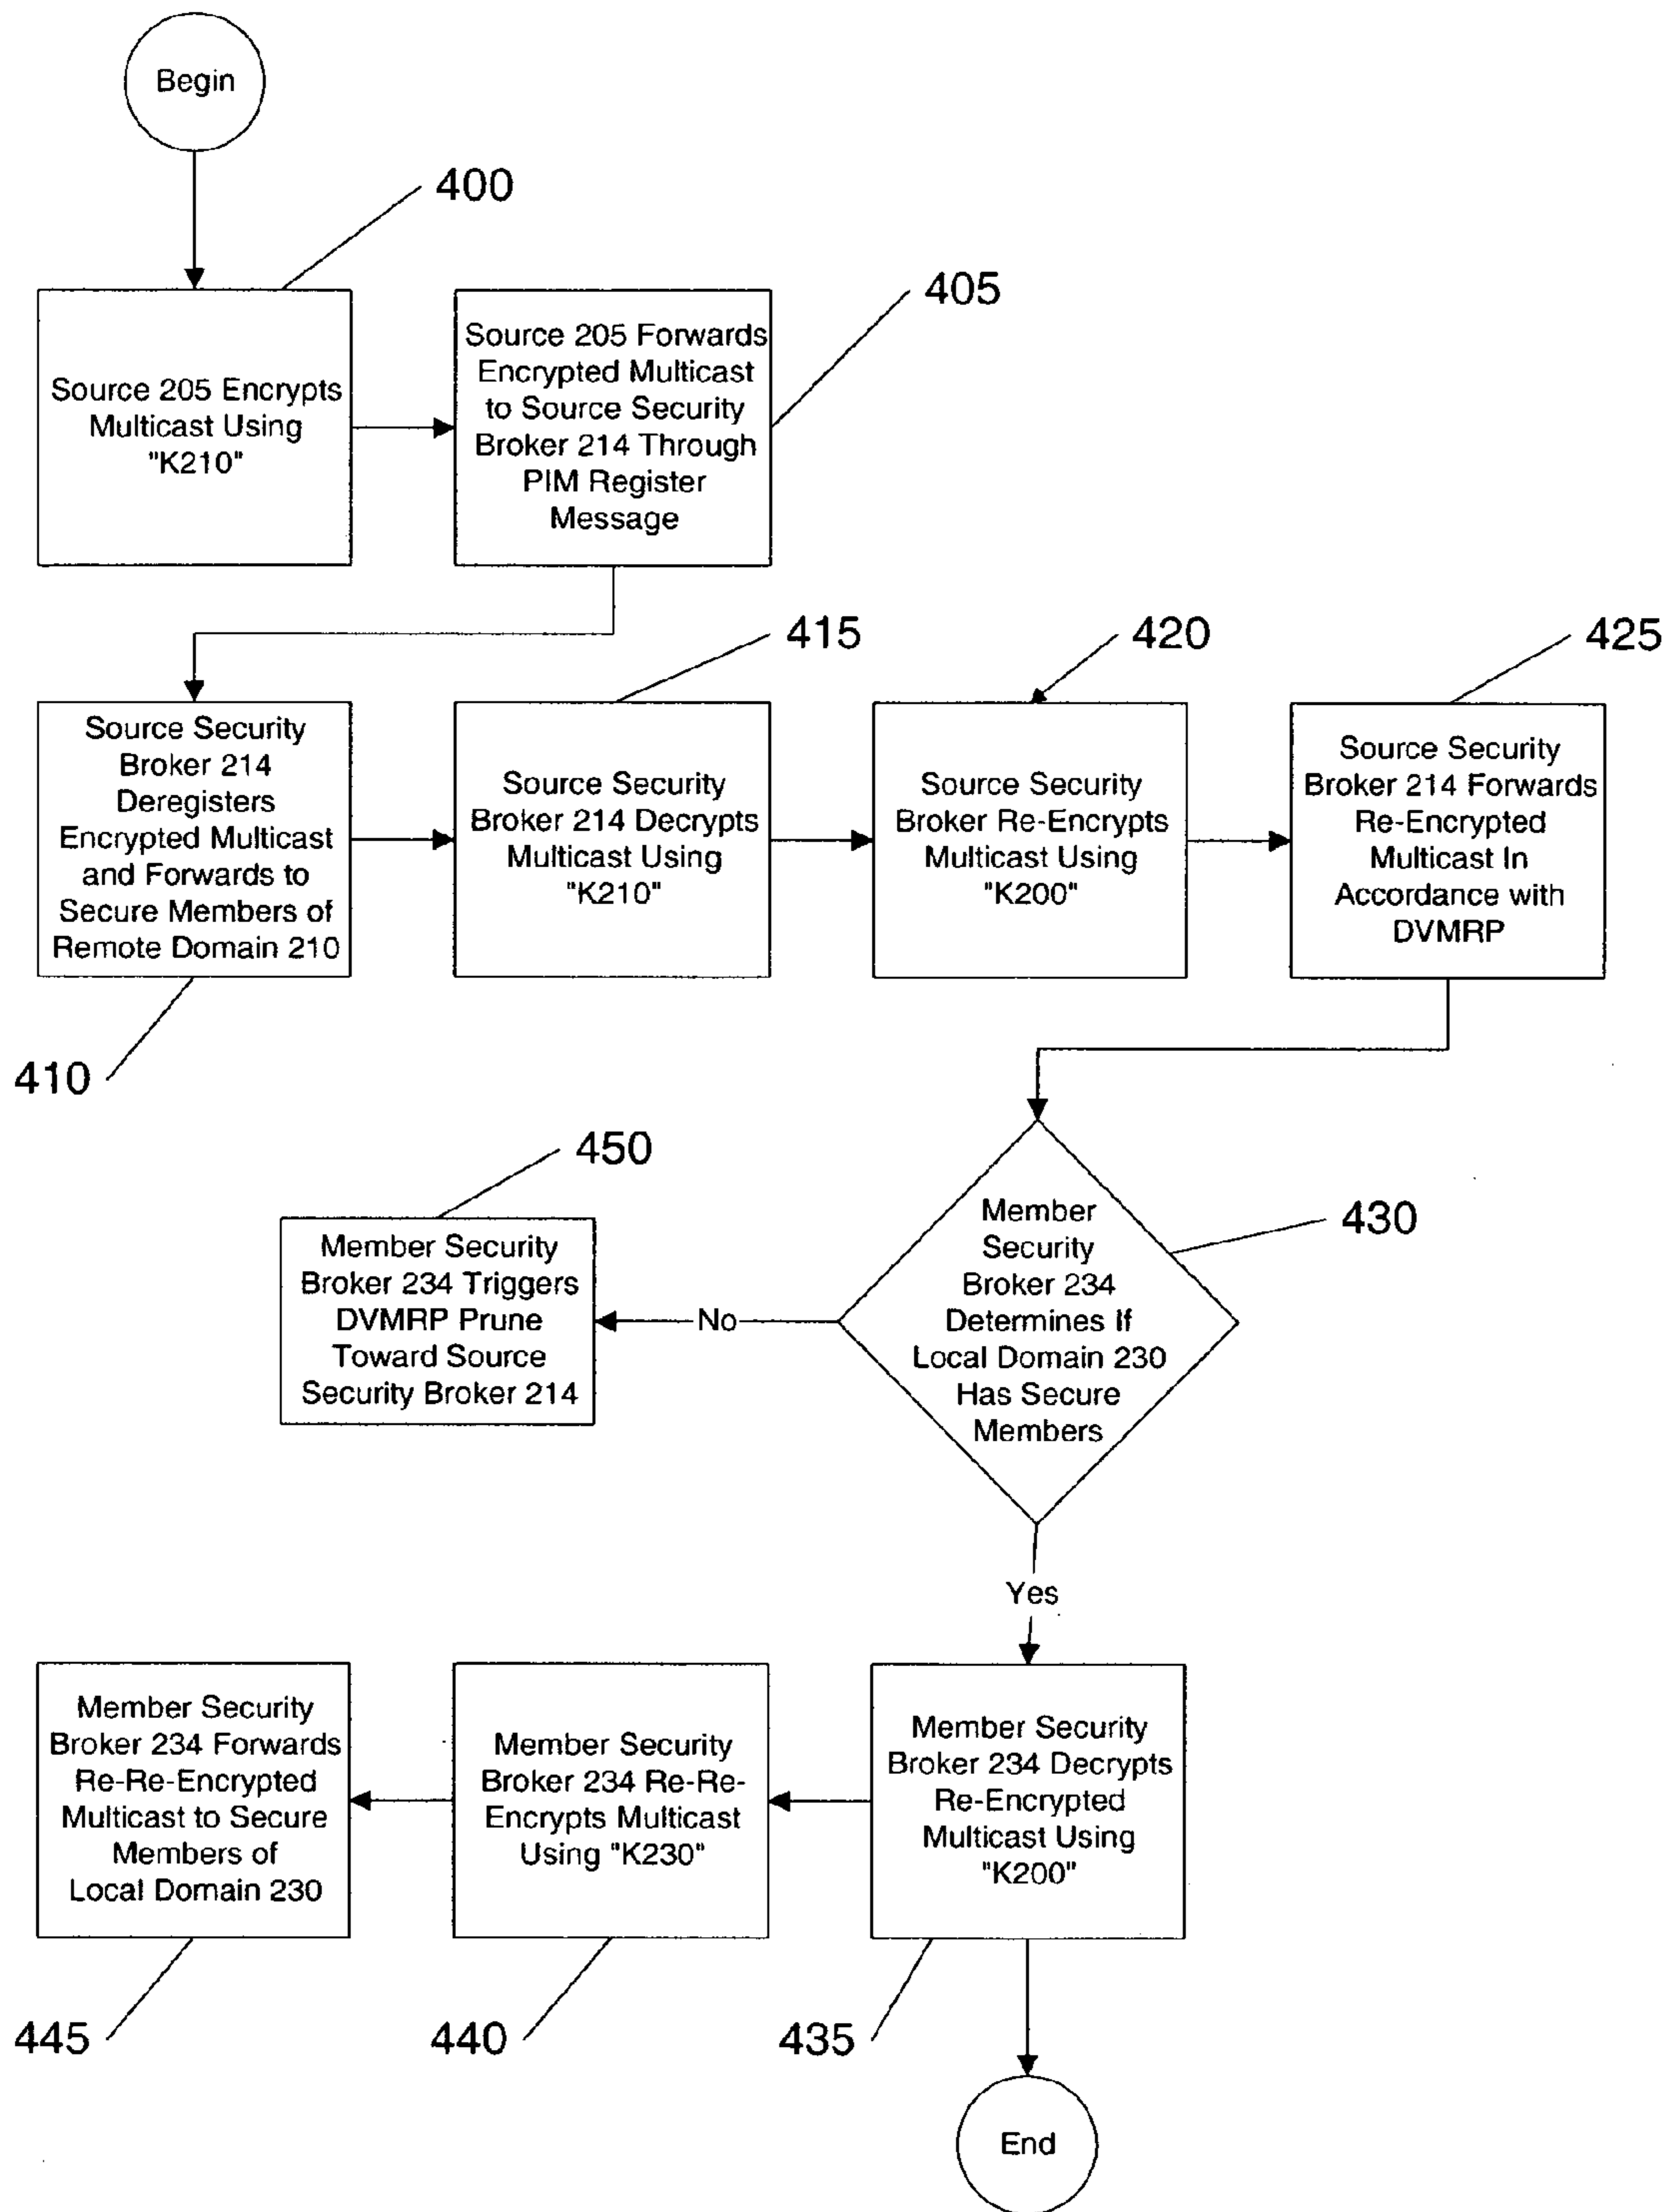 Begin
400
Source 205 Encrypts
Multicast Using
"K210"
405
Source 205 Forwards
Encrypted Multicast
to Source Security
Broker 214 Through
PIM Register
Message
Source Security
Broker 214
Deregisters
Encrypted Multicast
and Forwards to
Secure Members of
Remote Domain 210
410
415
Source Security
Broker 214 Decrypts
Multicast Using
"K210"
420
Source Security
Broker Re-Encrypts
Multicast Using
"K200"
425
Source Security
Broker 214 Forwards
Re-Encrypted
Multicast In
Accordance with
DVMRP
430
Member
Security
Broker 234
Determines If
Local Domain 230
Has Secure
Members
No
450
Member Security
Broker 234 Triggers
DVMRP Prune
Toward Source
Security Broker 214
Yes
Member Security
Broker 234 Decrypts
Re-Encrypted
Multicast Using
"K200"
435
Member Security
Broker 234 Re-Re-
Encrypts Multicast
Using "K230"
440
Member Security
Broker 234 Forwards
Re-Re-Encrypted
Multicast to Secure
Members of
Local Domain 230
445
End